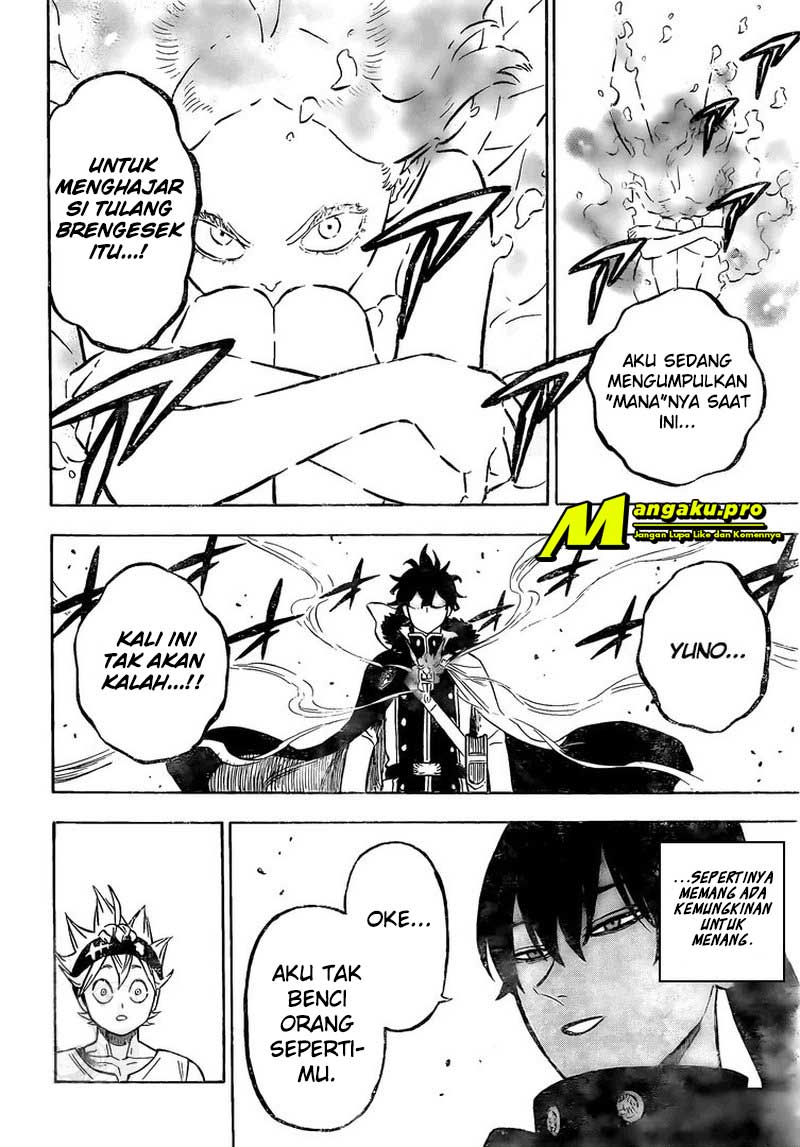 AKU SEDANG
MENGUMPULKAN
"MANA"NYA SAAT
INI...
UNTUK
MENGHAJAR
SI TULANG
BRENGESEK
ITU...!
Mangaku.pro
Jangan Lupa Like dan Komennya
YUNO...
KALI INI
TAK AKAN
KALAH...!!
...SEPERTINYA
MEMANG ADA
KEMUNGKINAN
UNTUK
MENANG.
OKE...
AKU TAK
BENCI
ORANG
SEPERTI-
MU.